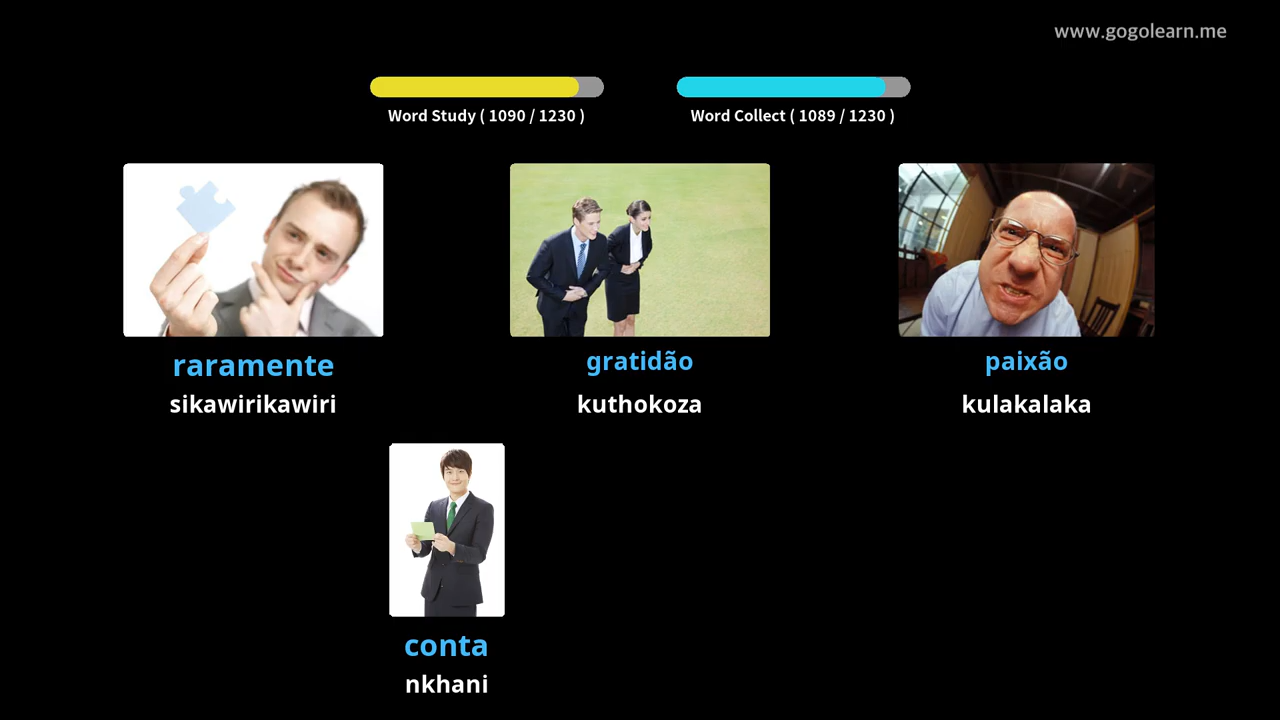 www.gogolearn.me
Word Study ( 1090 / 1230 )
Word Collect ( 1089 / 1230 )
raramente
sikawirikawiri
gratidão
kuthokoza
paixão
kulakalaka
conta
nkhani